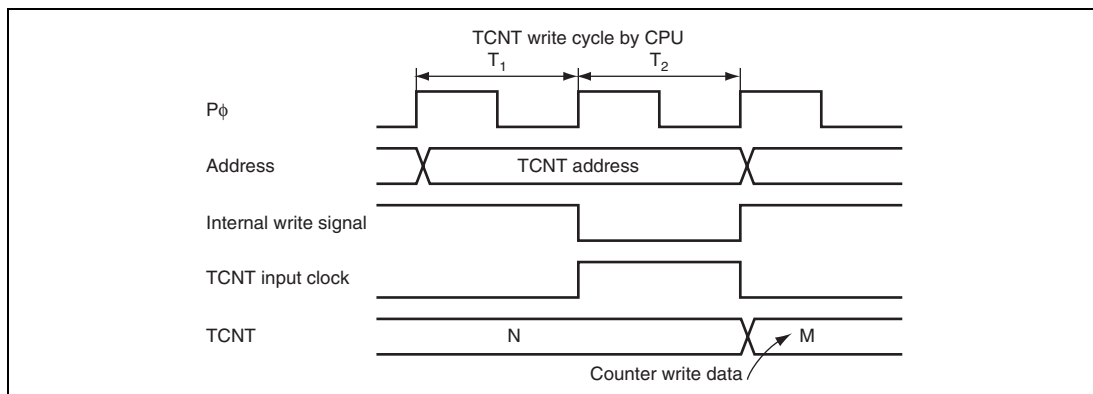 TCNT write cycle by CPU
T1 T2
Pϕ
Address TCNT address
Internal write signal
TCNT input clock
TCNT N M
Counter write data